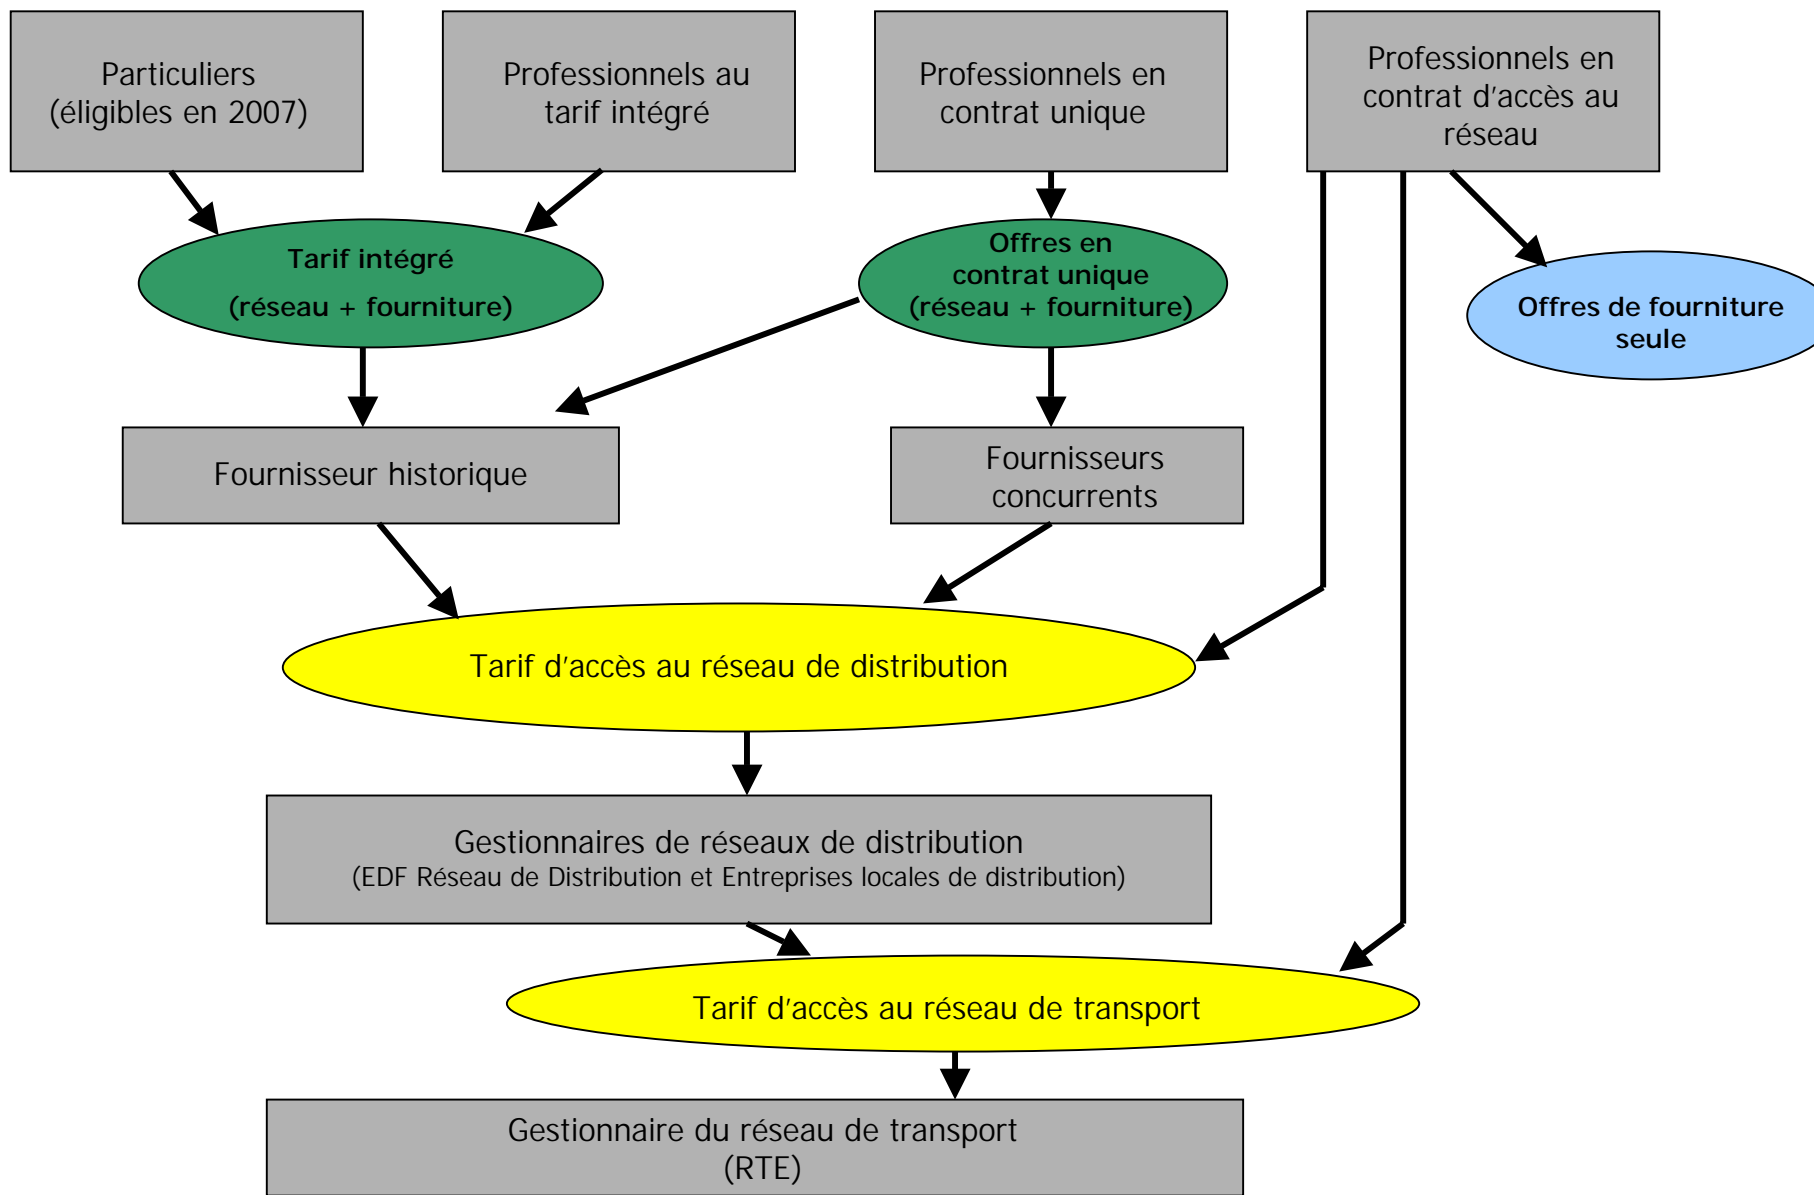 Particuliers
(éligibles en 2007)
Professionnels au
tarif intégré
Professionnels en
contrat unique
Professionnels en
contrat d'accès au
réseau
Tarif intégré
(réseau + fourniture)
Offres en
contrat unique
(réseau + fourniture)
Offres de fourniture
seule
Fournisseur historique
Fournisseurs
concurrents
Tarif d'accès au réseau de distribution
Gestionnaires de réseaux de distribution
(EDF Réseau de Distribution et Entreprises locales de distribution)
Tarif d'accès au réseau de transport
Gestionnaire du réseau de transport
(RTE)